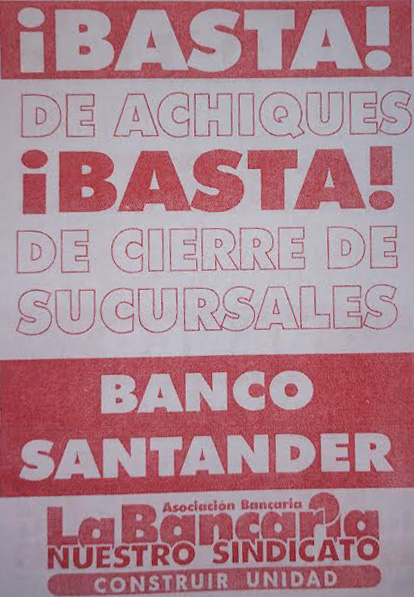 ¡BASTA!
DE ACHIQUES
¡BASTA!
DE CIERRE DE
SUCURSALES
BANCO
SANTANDER
Asociación Bancaria
La Bancaria
NUESTRO SINDICATO
CONSTRUIR UNIDAD